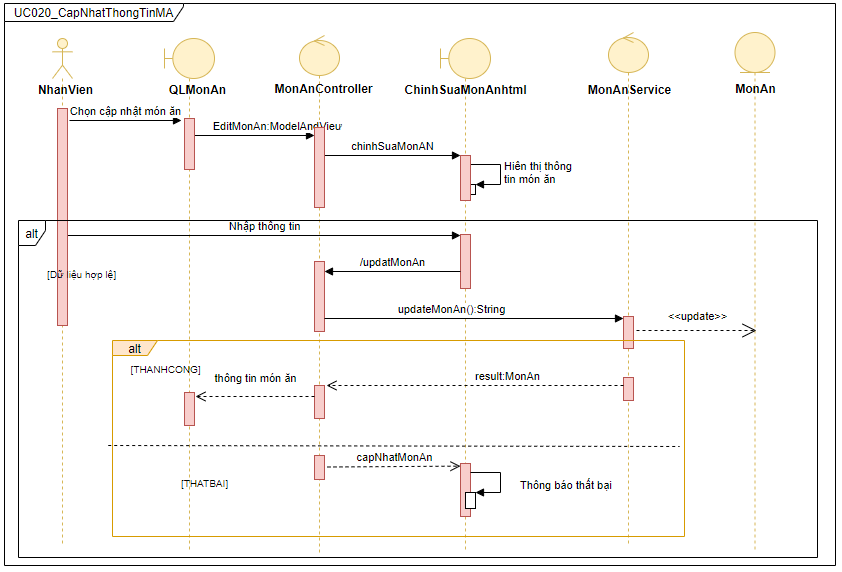 UC020_CapNhatThongTinMA
NhanVien
QLMonAn
MonAnController
ChinhSuaMonAnhtml
MonAnService
MonAn
Chọn cập nhật món ăn
EditMonAn:ModelAndView
chinhSuaMonAN
Hiển thị thông
tin món ăn
alt
Nhập thông tin
/updatMonAn
[Dữ liệu hợp lệ]
updateMonAn():String
<<update>>
alt
[THANHCONG]
thông tin món ăn
result:MonAn
capNhatMonAn
[THATBAI]
Thông báo thất bại